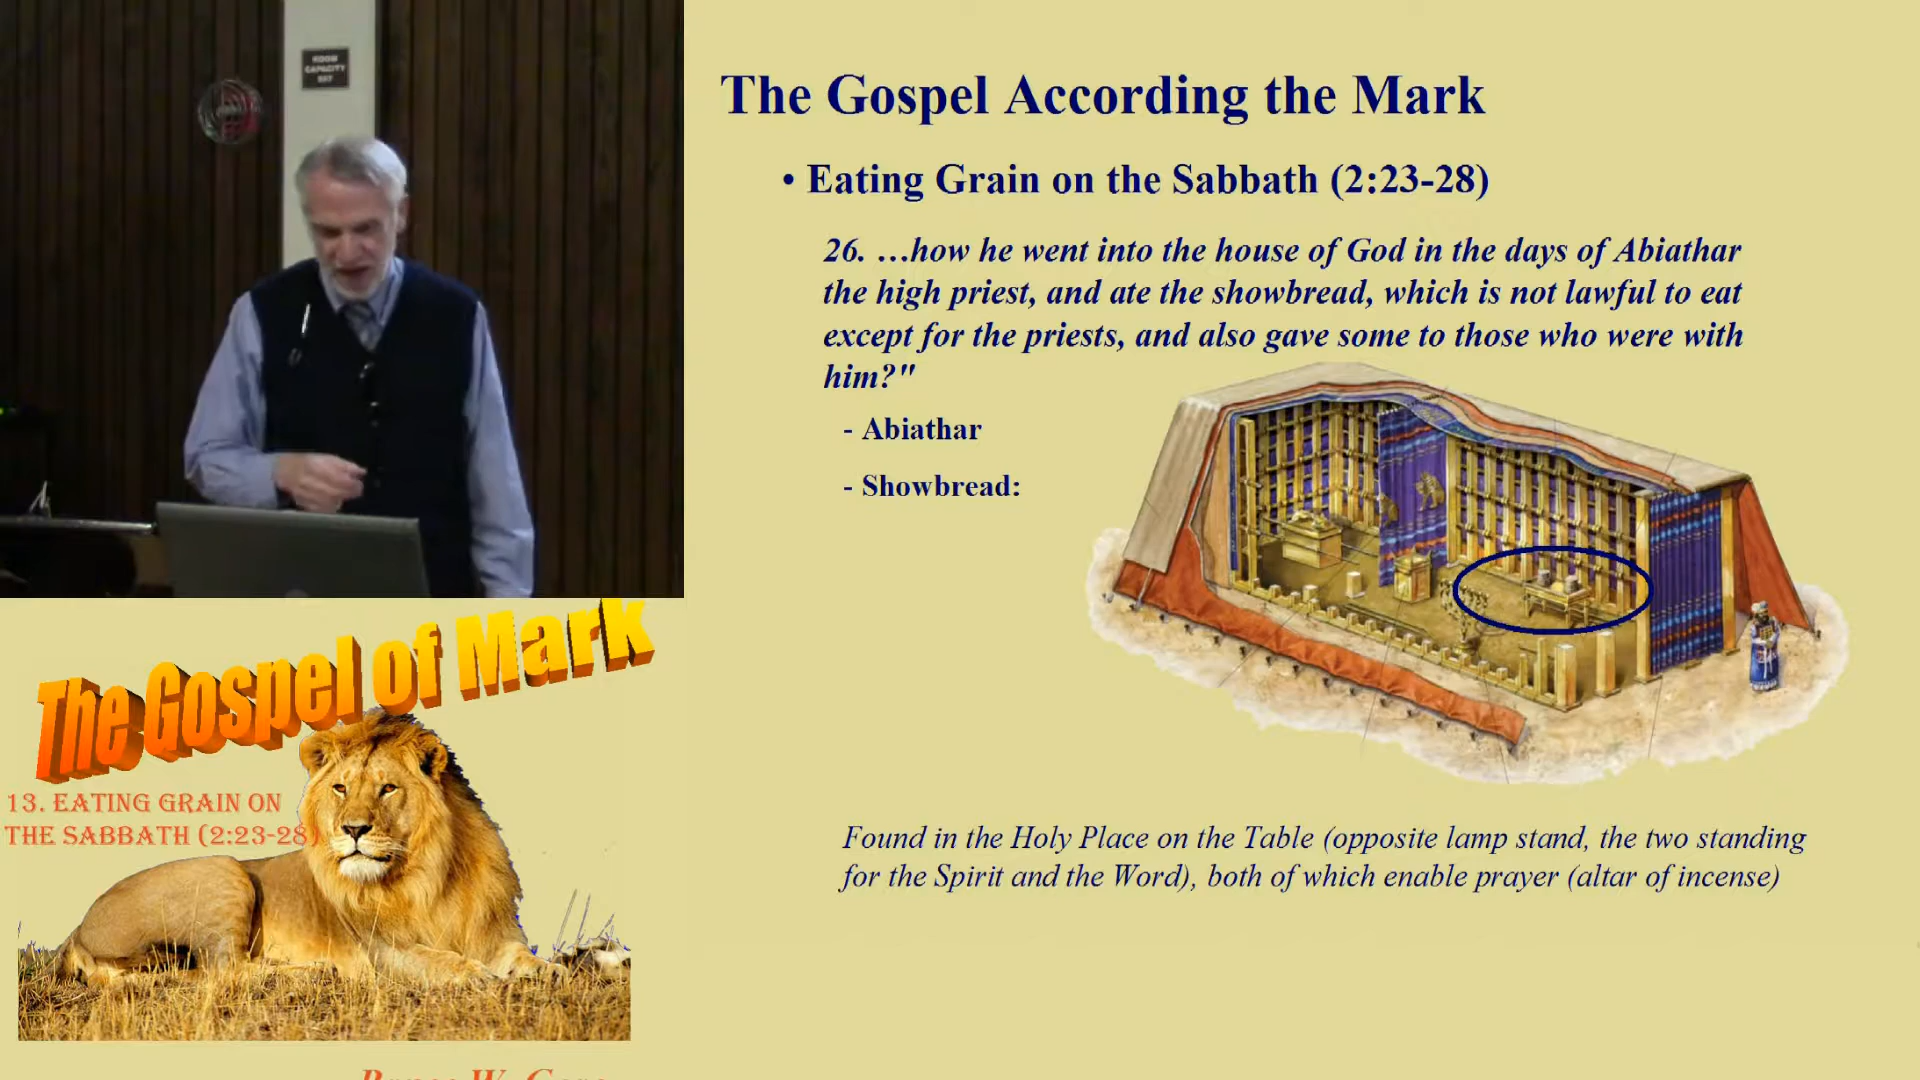 ROOM
CAPACITY
The Gospel According the Mark
• Eating Grain on the Sabbath (2:23-28)
26. …how he went into the house of God in the days of Abiathar
the high priest, and ate the showbread, which is not lawful to eat
except for the priests, and also gave some to those who were with
him?"
- Abiathar
- Showbread:
Found in the Holy Place on the Table (opposite lamp stand, the two standing
for the Spirit and the Word), both of which enable prayer (altar of incense)
The Gospel of Mark
13. EATING GRAIN ON
THE SABBATH (2:23-28)
Bruce W. Gore